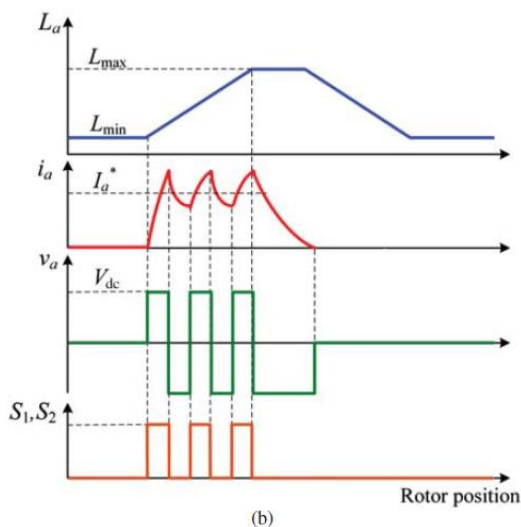 Lₐ
Lmax
Lmin
iₐ
Iₐ*
vₐ
Vdc
S₁,S₂
Rotor position
(b)